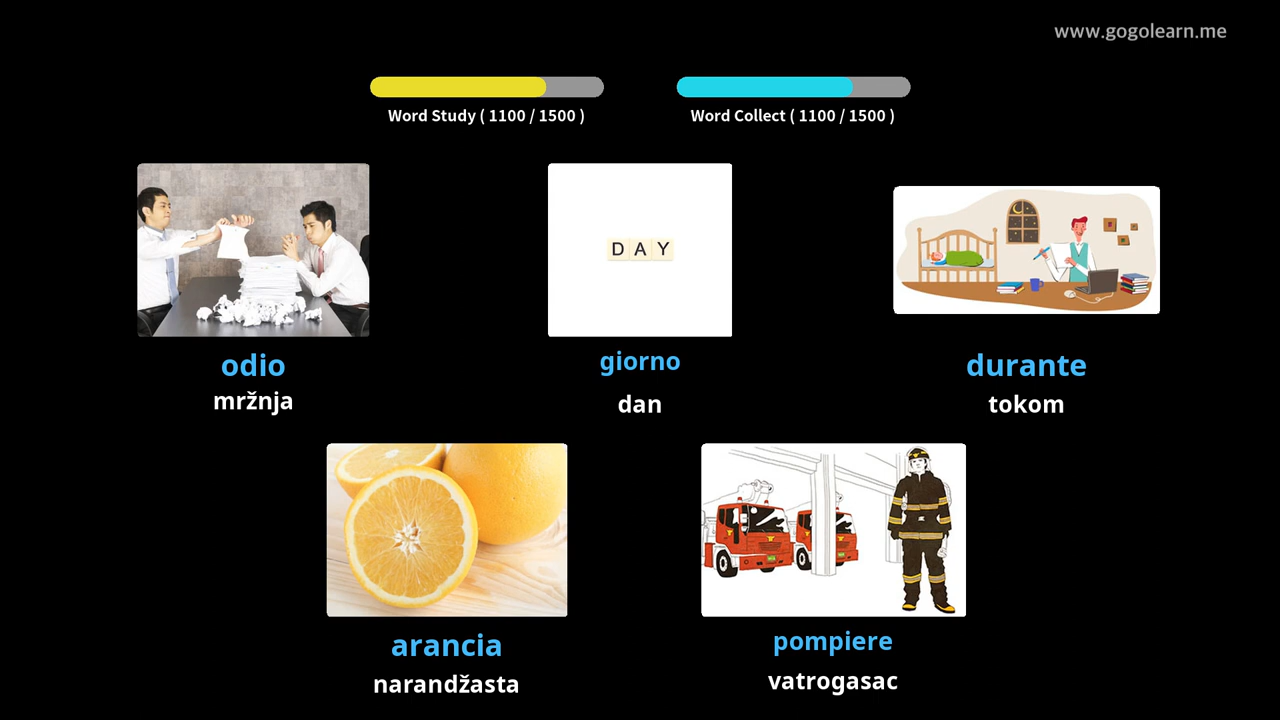 www.gogolearn.me
Word Study ( 1100 / 1500 )
Word Collect ( 1100 / 1500 )
DAY
odio
mržnja
giorno
dan
durante
tokom
arancia
narandžasta
pompiere
vatrogasac